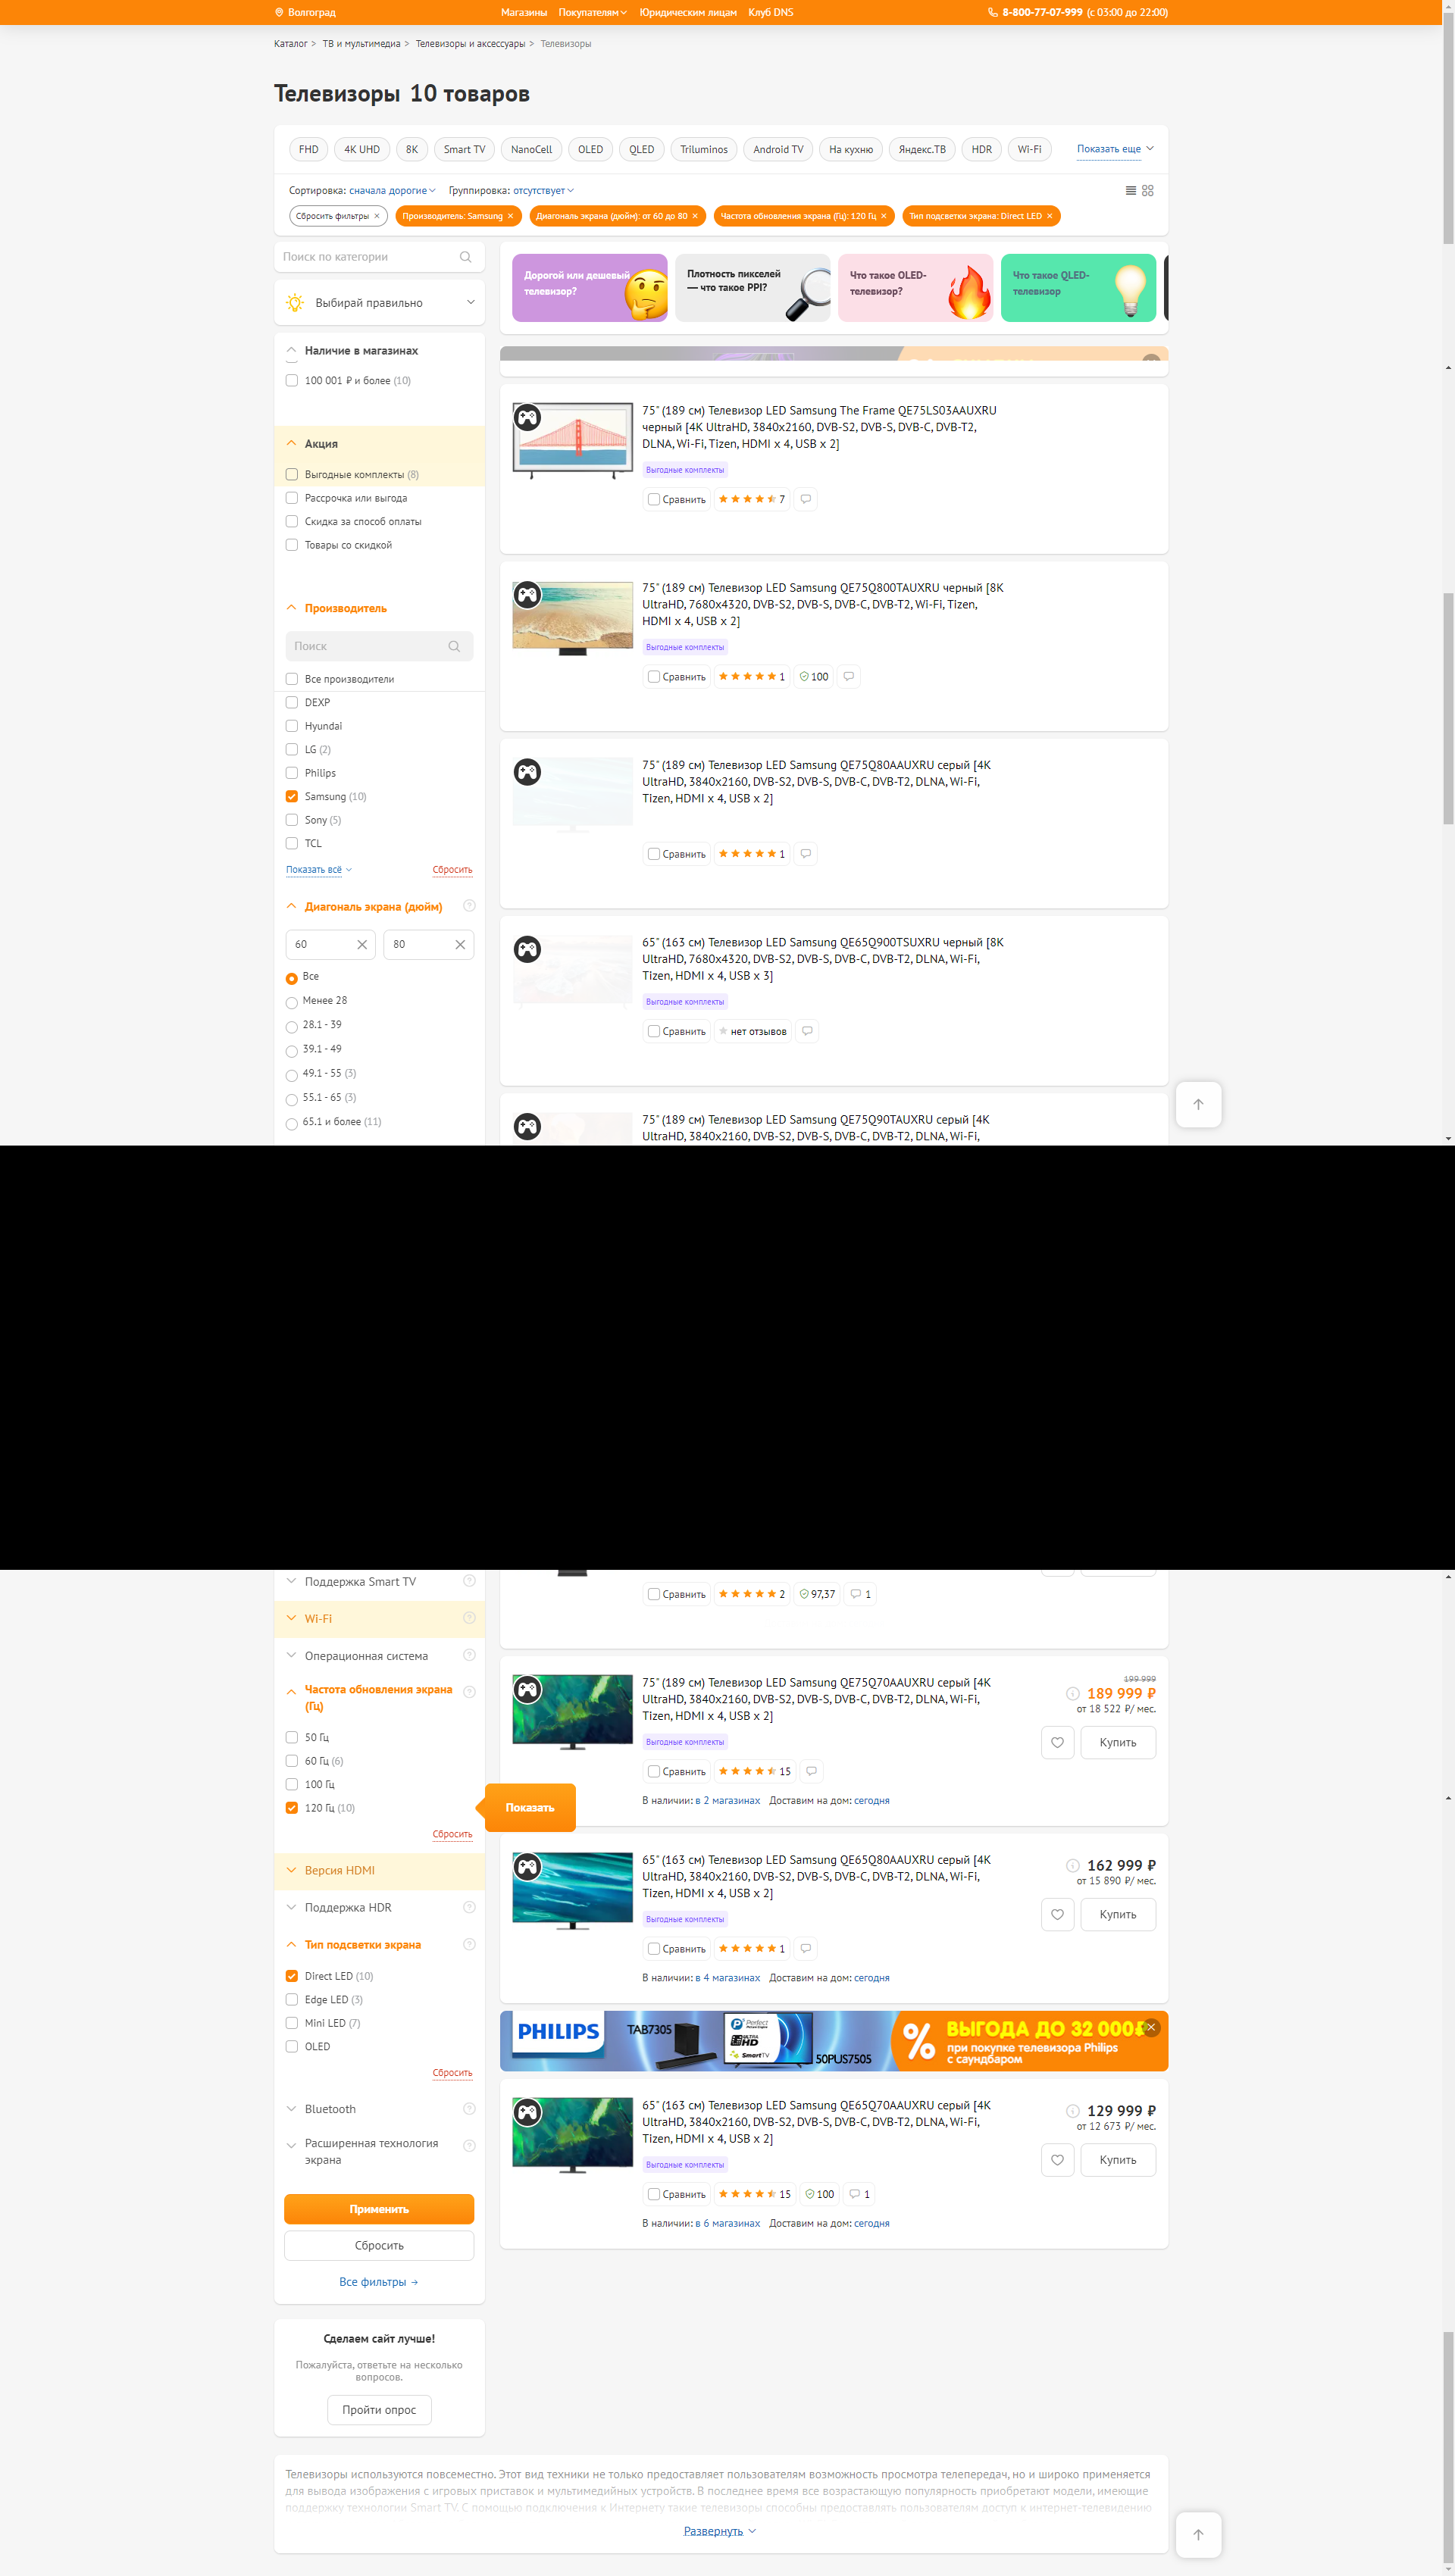 Волгоград
Магазины Покупателям Юридическим лицам Клуб DNS
8-800-77-07-999 (с 03:00 до 22:00)
Каталог > ТВ и мультимедиа > Телевизоры и аксессуары > Телевизоры
Телевизоры 10 товаров
FHD 4K UHD 8K Smart TV NanoCell OLED QLED Triluminos Android TV На кухню Яндекс.ТВ HDR Wi-Fi Показать еще
Сортировка: сначала дорогие Группировка: отсутствует
Сбросить фильтры Производитель: Samsung Диагональ экрана (дюйм): от 60 до 80 Частота обновления экрана (Гц): 120 Гц Тип подсветки экрана: Direct LED
Поиск по категории
Выбирай правильно
Наличие в магазинах
100 001 ₽ и более (10)
Акция
Выгодные комплекты (8)
Рассрочка или выгода
Скидка за способ оплаты
Товары со скидкой
Производитель
Поиск
Все производители
DEXP
Hyundai
LG (2)
Philips
Samsung (10)
Sony (5)
TCL
Показать всё Сбросить
Диагональ экрана (дюйм)
60 80
Все
Менее 28
28.1 - 39
39.1 - 49
49.1 - 55 (3)
55.1 - 65 (3)
65.1 и более (11)
Дорогой или дешевый
телевизор?
Плотность пикселей
— что такое PPI?
Что такое OLED-
телевизор?
Что такое QLED-
телевизор
75" (189 см) Телевизор LED Samsung The Frame QE75LS03AAUXRU
черный [4K UltraHD, 3840x2160, DVB-S2, DVB-S, DVB-C, DVB-T2,
DLNA, Wi-Fi, Tizen, HDMI x 4, USB x 2]
Выгодные комплекты
Сравнить 7
75" (189 см) Телевизор LED Samsung QE75Q800TAUXRU черный [8K
UltraHD, 7680x4320, DVB-S2, DVB-S, DVB-C, DVB-T2, Wi-Fi, Tizen,
HDMI x 4, USB x 2]
Выгодные комплекты
Сравнить 1 100
75" (189 см) Телевизор LED Samsung QE75Q80AAUXRU серый [4K
UltraHD, 3840x2160, DVB-S2, DVB-S, DVB-C, DVB-T2, DLNA, Wi-Fi,
Tizen, HDMI x 4, USB x 2]
Сравнить 1
65" (163 см) Телевизор LED Samsung QE65Q900TSUXRU черный [8K
UltraHD, 7680x4320, DVB-S2, DVB-S, DVB-C, DVB-T2, DLNA, Wi-Fi,
Tizen, HDMI x 4, USB x 3]
Выгодные комплекты
Сравнить нет отзывов
75" (189 см) Телевизор LED Samsung QE75Q90TAUXRU серый [4K
UltraHD, 3840x2160, DVB-S2, DVB-S, DVB-C, DVB-T2, DLNA, Wi-Fi,
Поддержка Smart TV
Wi-Fi
Операционная система
Частота обновления экрана
(Гц)
50 Гц
60 Гц (6)
100 Гц
120 Гц (10)
Показать
Сбросить
Версия HDMI
Поддержка HDR
Тип подсветки экрана
Direct LED (10)
Edge LED (3)
Mini LED (7)
OLED
Сбросить
Bluetooth
Расширенная технология
экрана
Применить
Сбросить
Все фильтры
Сделаем сайт лучше!
Пожалуйста, ответьте на несколько
вопросов.
Пройти опрос
Сравнить 2 97,37 1
75" (189 см) Телевизор LED Samsung QE75Q70AAUXRU серый [4K
UltraHD, 3840x2160, DVB-S2, DVB-S, DVB-C, DVB-T2, DLNA, Wi-Fi,
Tizen, HDMI x 4, USB x 2]
Выгодные комплекты
Сравнить 15
В наличии: в 2 магазинах Доставим на дом: сегодня
199 999
189 999 ₽
от 18 522 ₽/ мес.
Купить
65" (163 см) Телевизор LED Samsung QE65Q80AAUXRU серый [4K
UltraHD, 3840x2160, DVB-S2, DVB-S, DVB-C, DVB-T2, DLNA, Wi-Fi,
Tizen, HDMI x 4, USB x 2]
Выгодные комплекты
Сравнить 1
В наличии: в 4 магазинах Доставим на дом: сегодня
162 999 ₽
от 15 890 ₽/ мес.
Купить
PHILIPS TAB7305 Perfect ULTRA HD SmartTV 50PUS7505
% ВЫГОДА ДО 32 000₽
при покупке телевизора Philips
с саундбаром
65" (163 см) Телевизор LED Samsung QE65Q70AAUXRU серый [4K
UltraHD, 3840x2160, DVB-S2, DVB-S, DVB-C, DVB-T2, DLNA, Wi-Fi,
Tizen, HDMI x 4, USB x 2]
Выгодные комплекты
Сравнить 15 100 1
В наличии: в 6 магазинах Доставим на дом: сегодня
129 999 ₽
от 12 673 ₽/ мес.
Купить
Телевизоры используются повсеместно. Этот вид техники не только предоставляет пользователям возможность просмотра телепередач, но и широко применяется
для вывода изображения с игровых приставок и мультимедийных устройств. В последнее время все возрастающую популярность приобретают модели, имеющие
поддержку технологии Smart TV. С помощью подключения к Интернету такие телевизоры способны предоставлять пользователям доступ к интернет-телевидению
Развернуть